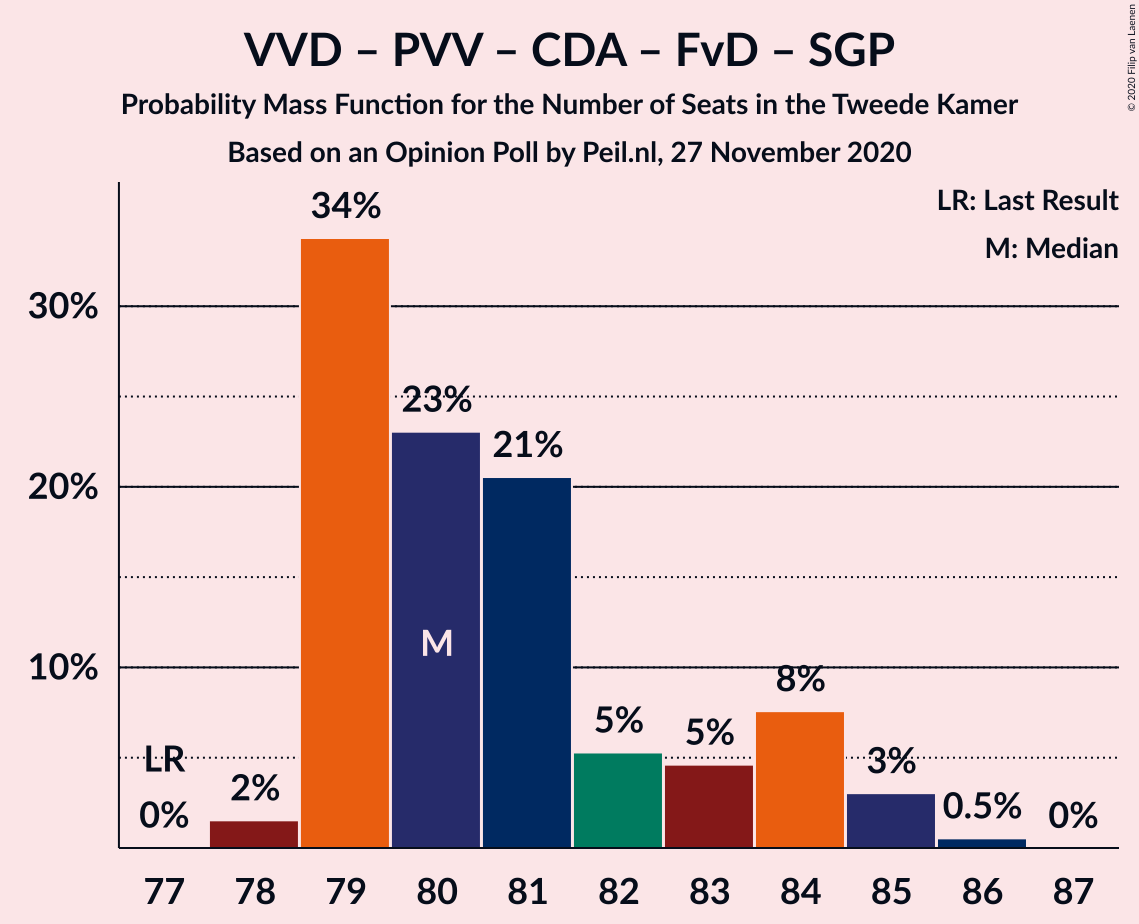 VVD – PVV – CDA – FvD – SGP
Probability Mass Function for the Number of Seats in the Tweede Kamer
Based on an Opinion Poll by Peil.nl, 27 November 2020
© 2020 Filip van Laenen
LR: Last Result
M: Median
34%
30%
23%
21%
20%
M
10%
8%
5%
5%
LR
3%
2%
0%
0.5%
0%
77 78 79 80 81 82 83 84 85 86 87